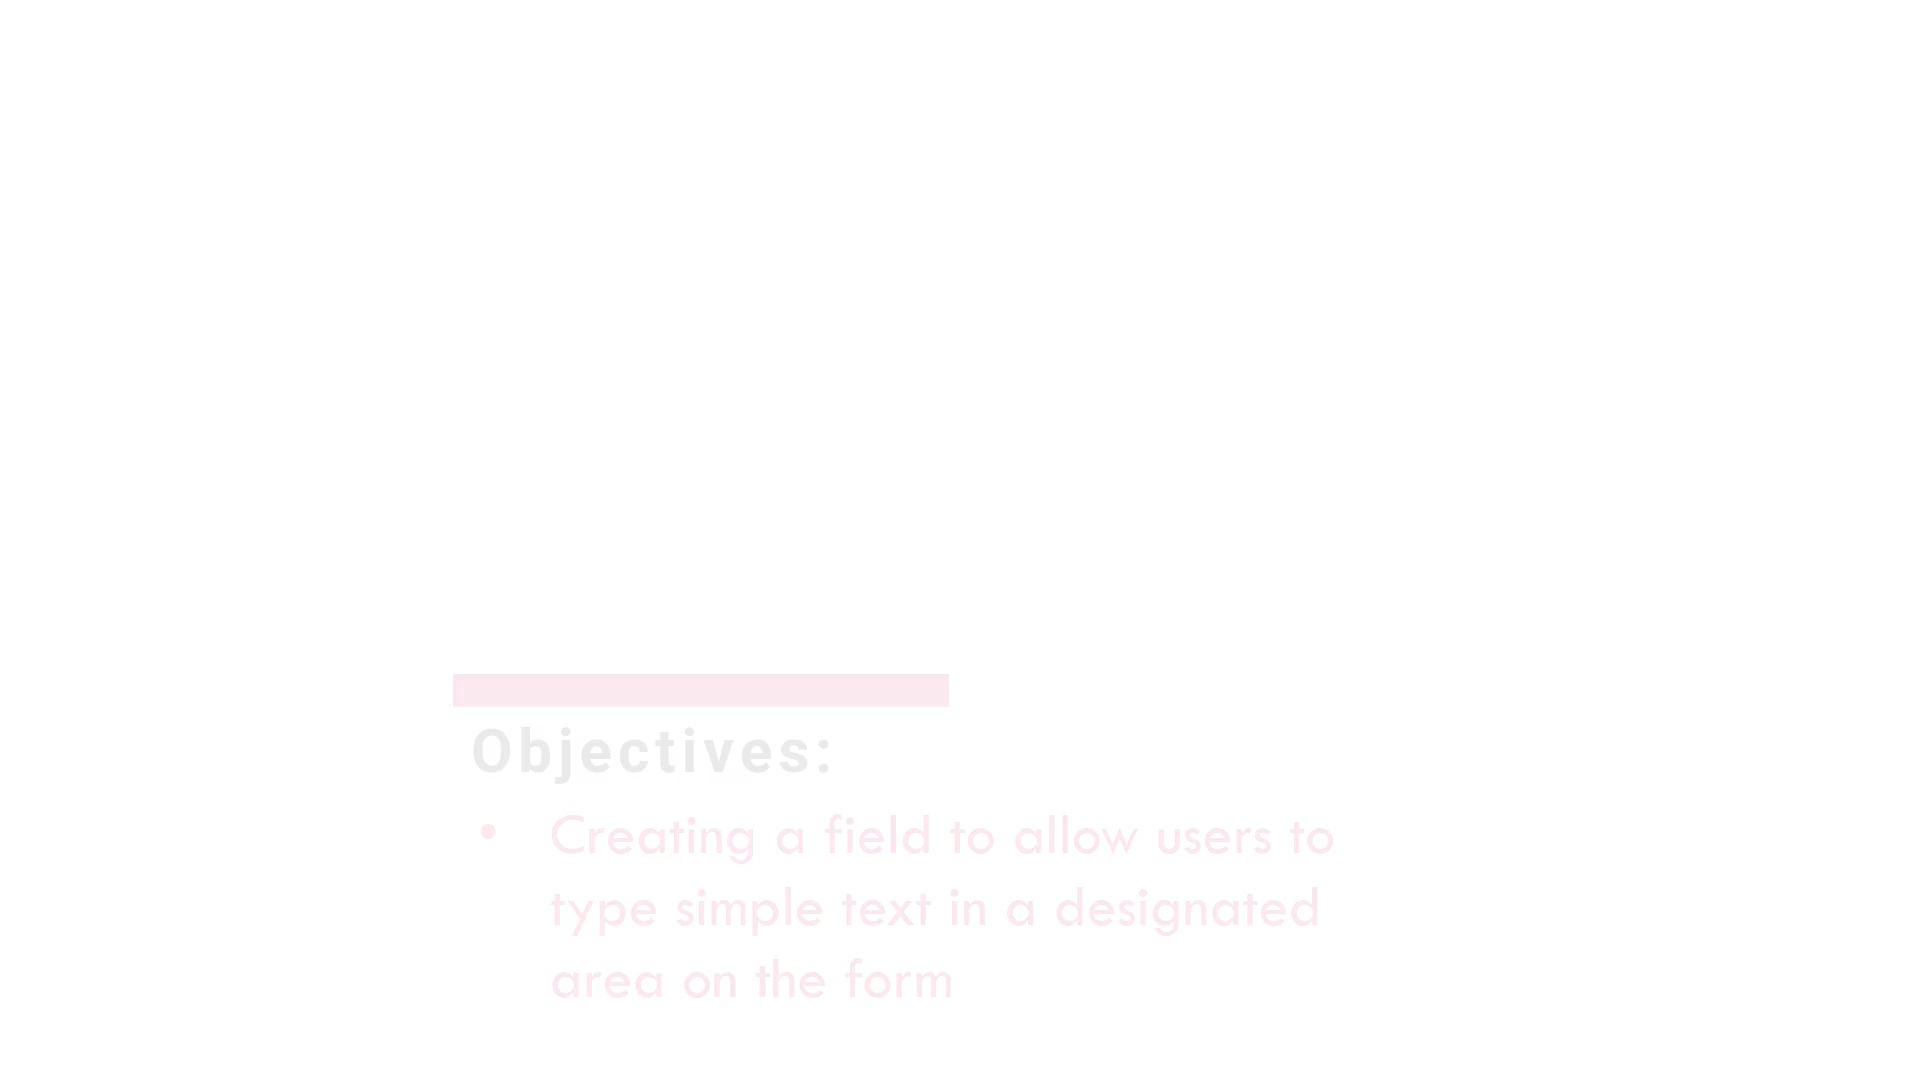 Objectives:
• Creating a field to allow users to
type simple text in a designated
area on the form